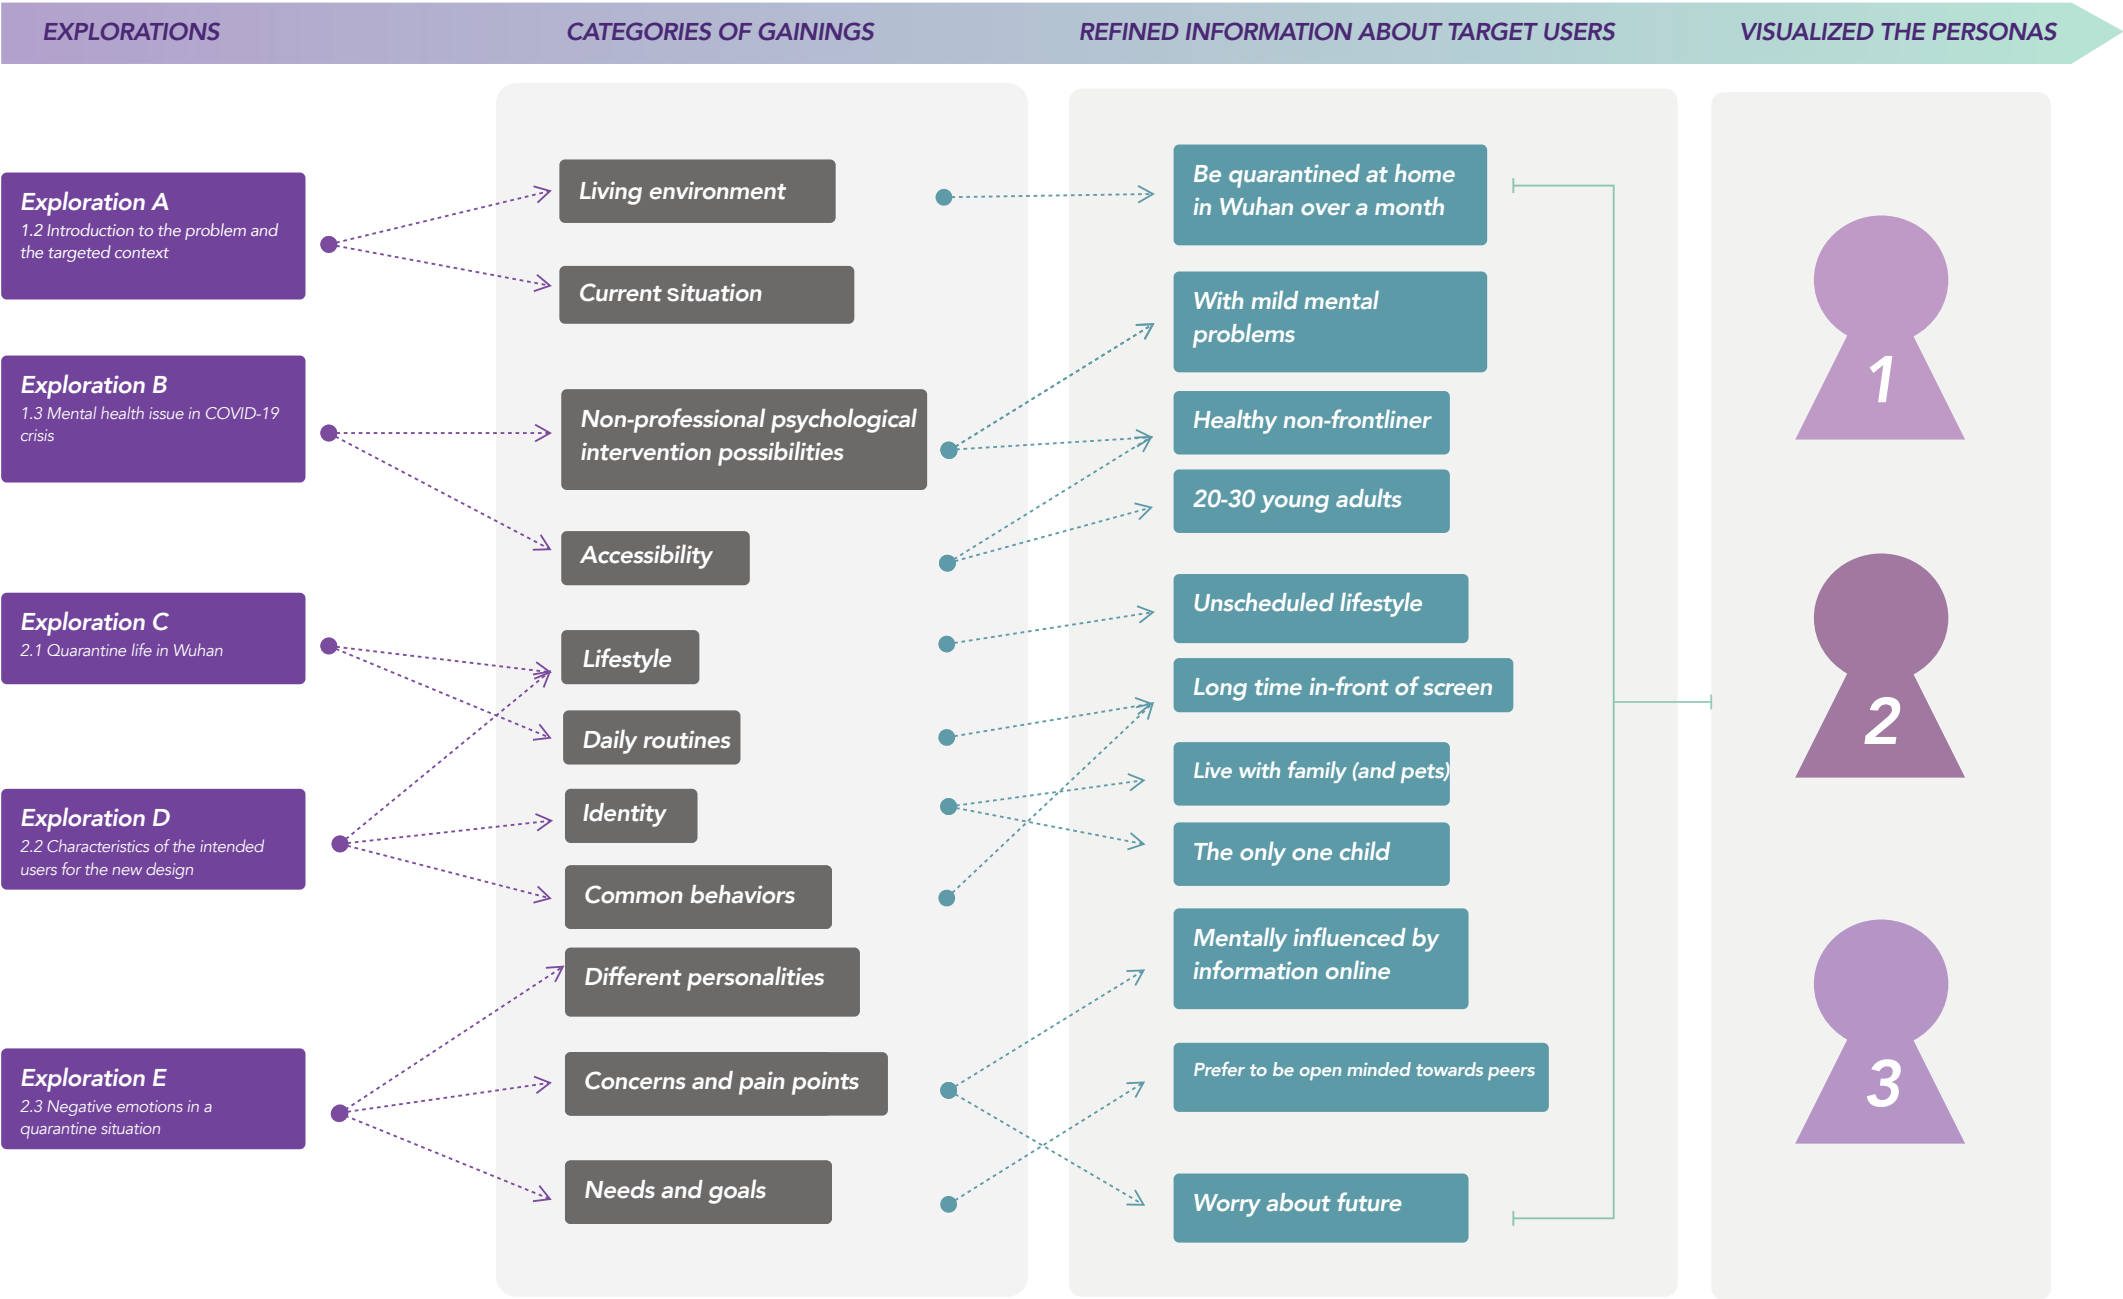 EXPLORATIONS
CATEGORIES OF GAININGS
REFINED INFORMATION ABOUT TARGET USERS
VISUALIZED THE PERSONAS
Exploration A
1.2 Introduction to the problem and
the targeted context
Exploration B
1.3 Mental health issue in COVID-19
crisis
Exploration C
2.1 Quarantine life in Wuhan
Exploration D
2.2 Characteristics of the intended
users for the new design
Exploration E
2.3 Negative emotions in a
quarantine situation
Living environment
Current situation
Non-professional psychological
intervention possibilities
Accessibility
Lifestyle
Daily routines
Identity
Common behaviors
Different personalities
Concerns and pain points
Needs and goals
Be quarantined at home
in Wuhan over a month
With mild mental
problems
Healthy non-frontliner
20-30 young adults
Unscheduled lifestyle
Long time in-front of screen
Live with family (and pets)
The only one child
Mentally influenced by
information online
Prefer to be open minded towards peers
Worry about future
1
2
3